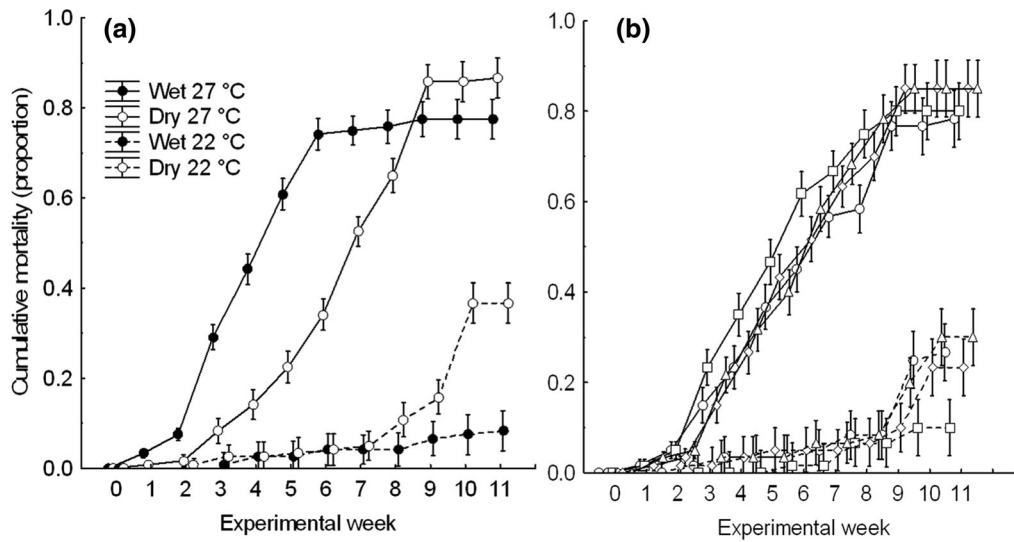 (a)
1.0
0.8
0.6
0.4
0.2
0.0
Cumulative mortality (proportion)
Wet 27 °C
Dry 27 °C
Wet 22 °C
Dry 22 °C
0 1 2 3 4 5 6 7 8 9 10 11
Experimental week
(b)
1.0
0.8
0.6
0.4
0.2
0.0
0 1 2 3 4 5 6 7 8 9 10 11
Experimental week